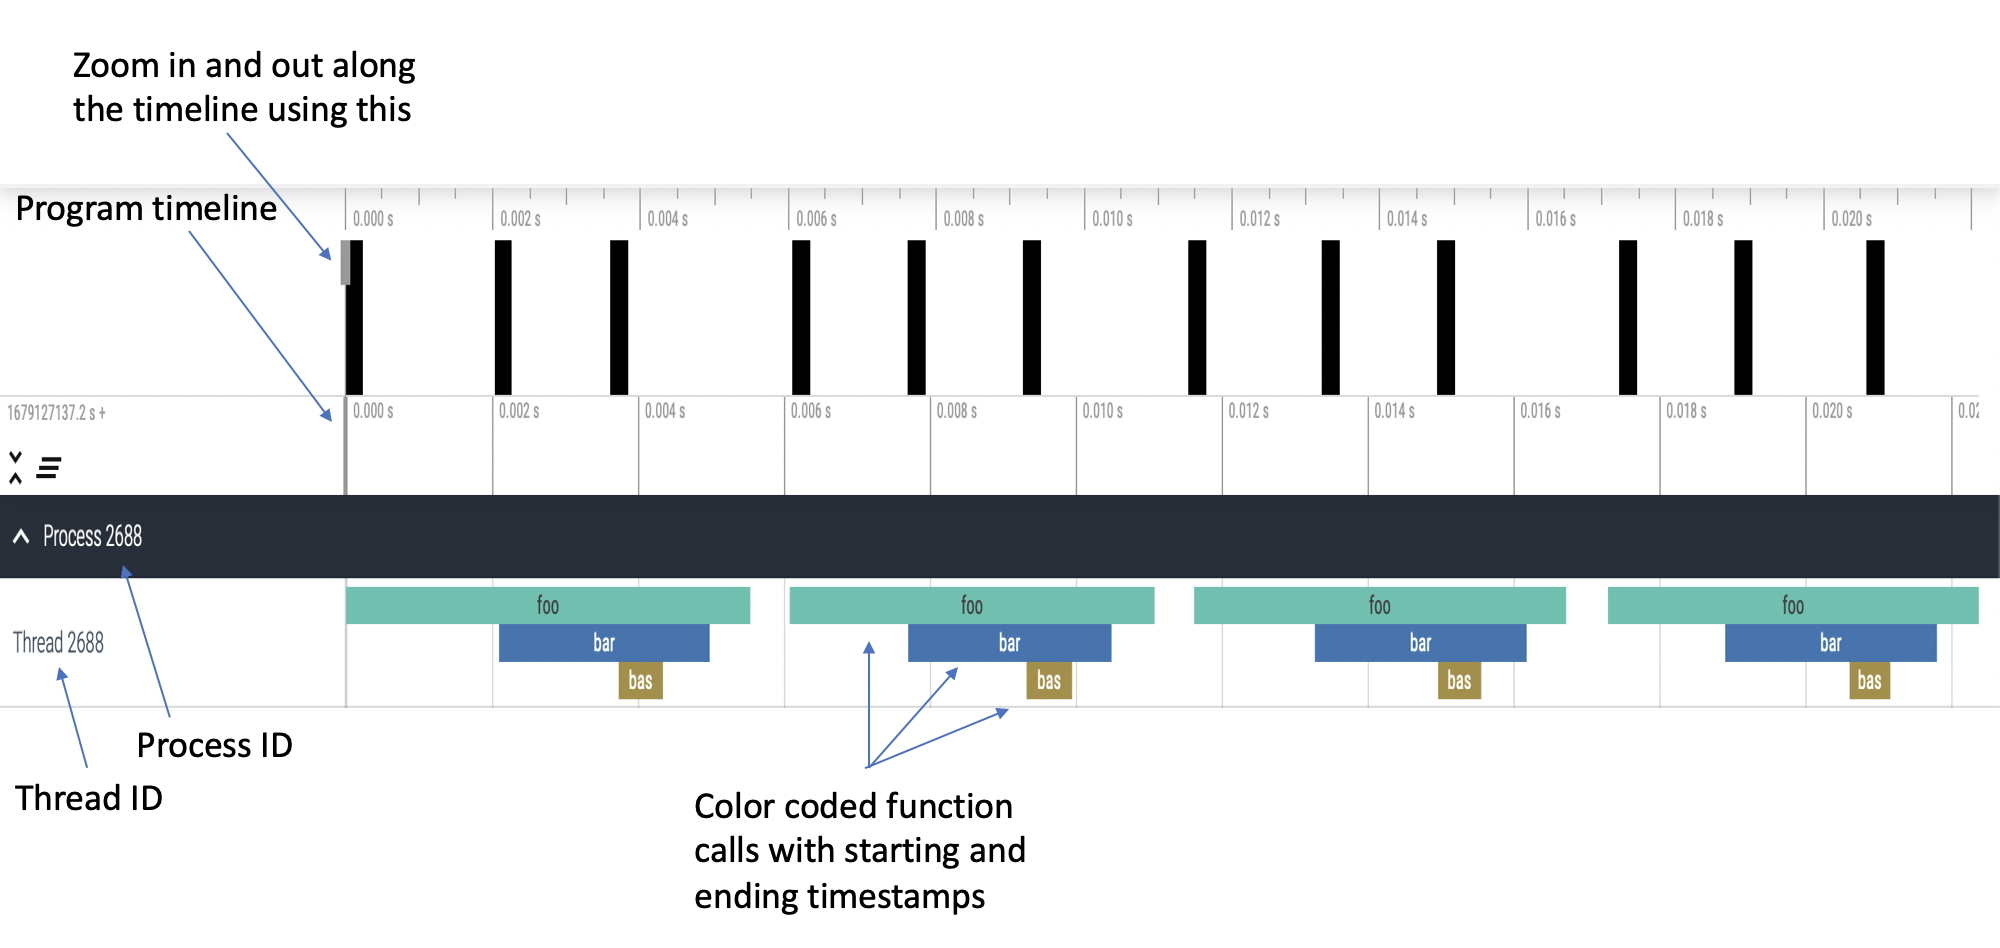 Zoom in and out along
the timeline using this
Program timeline
0.000 s 0.002 s 0.004 s 0.006 s 0.008 s 0.010 s 0.012 s 0.014 s 0.016 s 0.018 s 0.020 s
1679127137.2 s + 0.000 s 0.002 s 0.004 s 0.006 s 0.008 s 0.010 s 0.012 s 0.014 s 0.016 s 0.018 s 0.020 s
Process 2688
foo foo foo foo
Thread 2688 bar bar bar bar
bas bas bas bas
Process ID
Thread ID
Color coded function
calls with starting and
ending timestamps